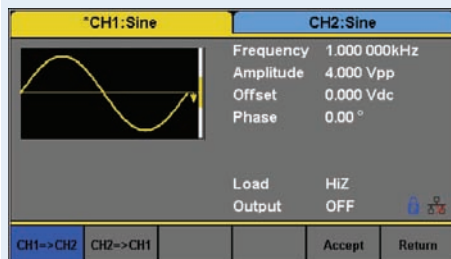 *CH1:Sine
CH2:Sine
Frequency 1.000 000kHz
Amplitude 4.000 Vpp
Offset 0.000 Vdc
Phase 0.00 °
Load HiZ
Output OFF
CH1=>CH2 CH2=>CH1 Accept Return